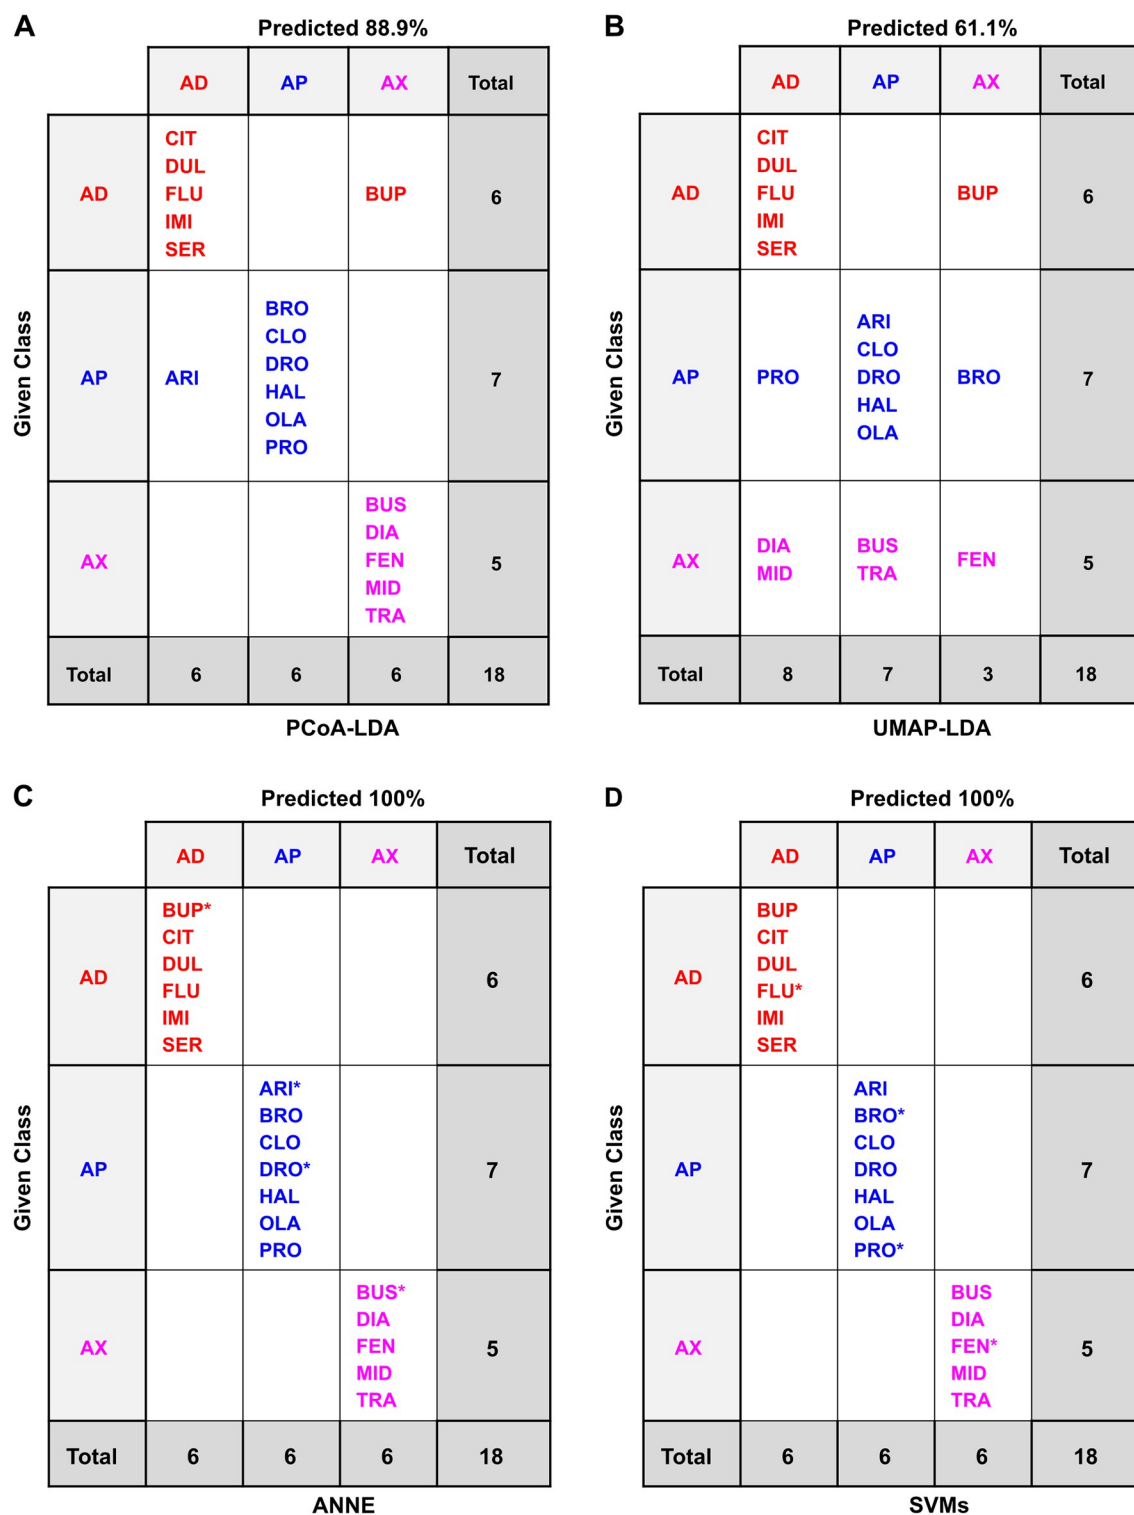 A
Predicted 88.9%
AD AP AX Total
Given Class
AD
CIT
DUL
FLU
IMI
SER
BUP
6
AP
ARI
BRO
CLO
DRO
HAL
OLA
PRO
7
AX
BUS
DIA
FEN
MID
TRA
5
Total 6 6 6 18
PCoA-LDA
B
Predicted 61.1%
AD AP AX Total
Given Class
AD
CIT
DUL
FLU
IMI
SER
BUP
6
AP
PRO
ARI
CLO
DRO
HAL
OLA
BRO
7
AX
DIA
MID
BUS
TRA
FEN
5
Total 8 7 3 18
UMAP-LDA
C
Predicted 100%
AD AP AX Total
Given Class
AD
BUP*
CIT
DUL
FLU
IMI
SER
6
AP
ARI*
BRO
CLO
DRO*
HAL
OLA
PRO
7
AX
BUS*
DIA
FEN
MID
TRA
5
Total 6 6 6 18
ANNE
D
Predicted 100%
AD AP AX Total
Given Class
AD
BUP
CIT
DUL
FLU*
IMI
SER
6
AP
ARI
BRO*
CLO
DRO
HAL
OLA
PRO*
7
AX
BUS
DIA
FEN*
MID
TRA
5
Total 6 6 6 18
SVMs